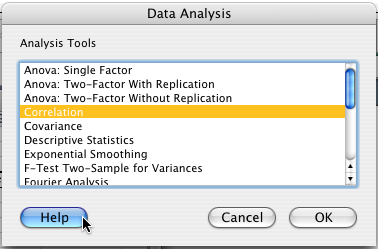 Data Analysis
Analysis Tools
Anova: Single Factor
Anova: Two-Factor With Replication
Anova: Two-Factor Without Replication
Correlation
Covariance
Descriptive Statistics
Exponential Smoothing
F-Test Two-Sample for Variances
Fourier Analysis
Help Cancel OK